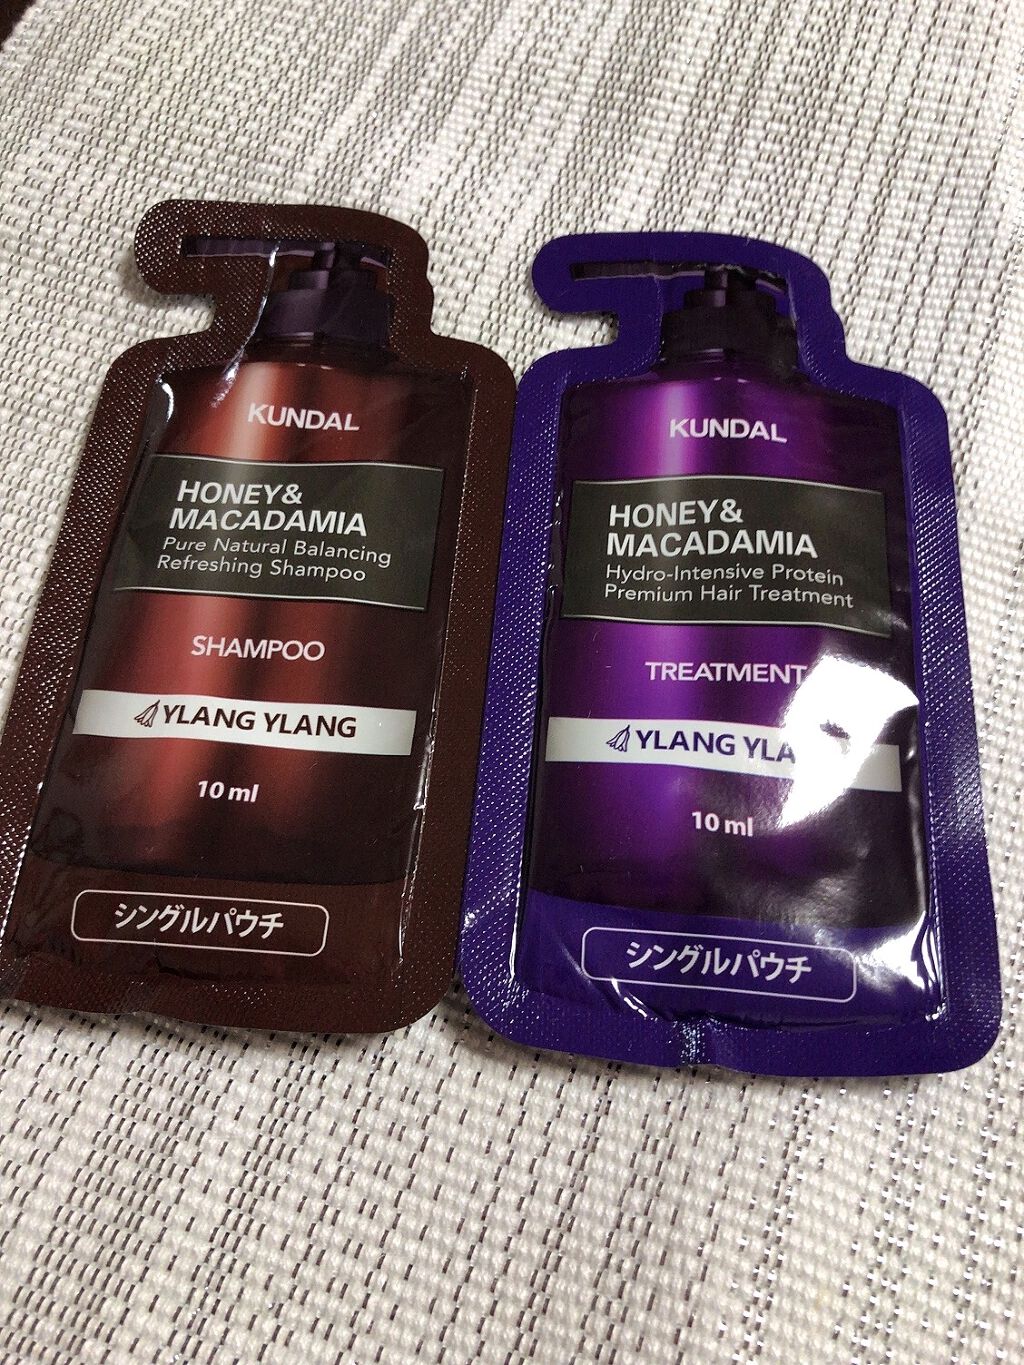 KUNDAL
HONEY&
MACADAMIA
Pure Natural Balancing
Refreshing Shampoo
SHAMPOO
YLANG YLANG
10 ml
シングルパウチ
KUNDAL
HONEY&
MACADAMIA
Hydro-Intensive Protein
Premium Hair Treatment
TREATMENT
YLANG
10 ml
シングルパウチ